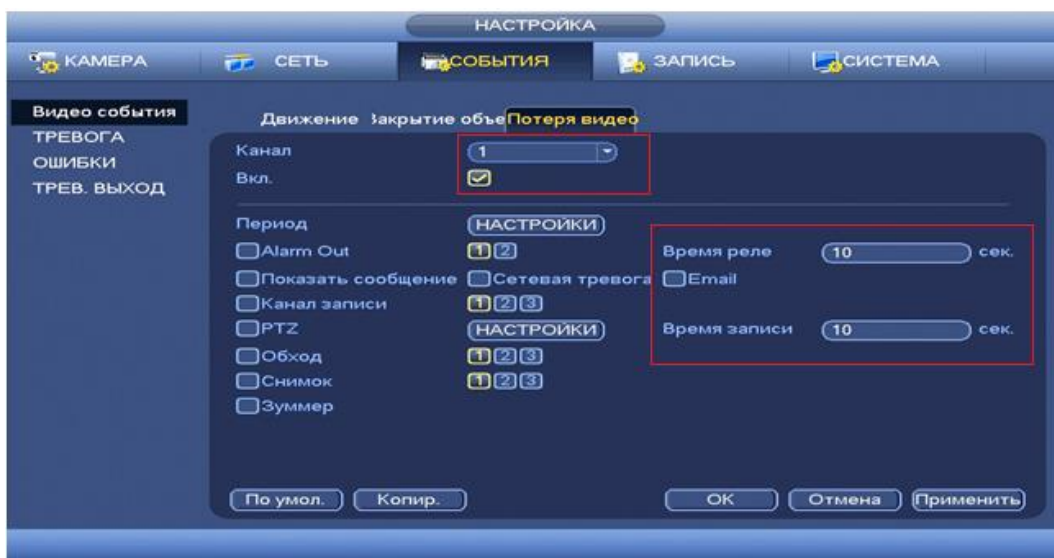 НАСТРОЙКА
КАМЕРА СЕТЬ СОБЫТИЯ ЗАПИСЬ СИСТЕМА
Видео события
ТРЕВОГА
ОШИБКИ
ТРЕВ. ВЫХОД
Движение Закрытие объе Потеря видео
Канал 1
Вкл.
Период НАСТРОЙКИ
Alarm Out 1 2 Время реле 10 сек.
Показать сообщение Сетевая тревога Email
Канал записи 1 2 3
PTZ НАСТРОЙКИ Время записи 10 сек.
Обход 1 2 3
Снимок 1 2 3
Зуммер
По умол. Копир. OK Отмена Применить